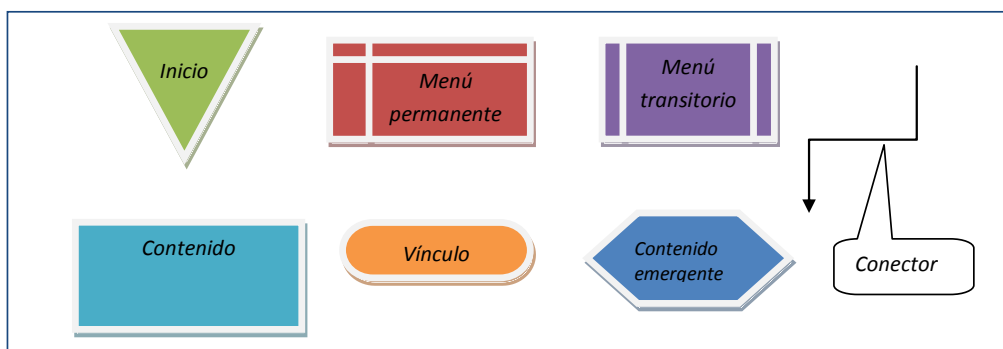 Inicio
Menú
permanente
Menú
transitorio
Contenido
Vínculo
Contenido
emergente
Conector